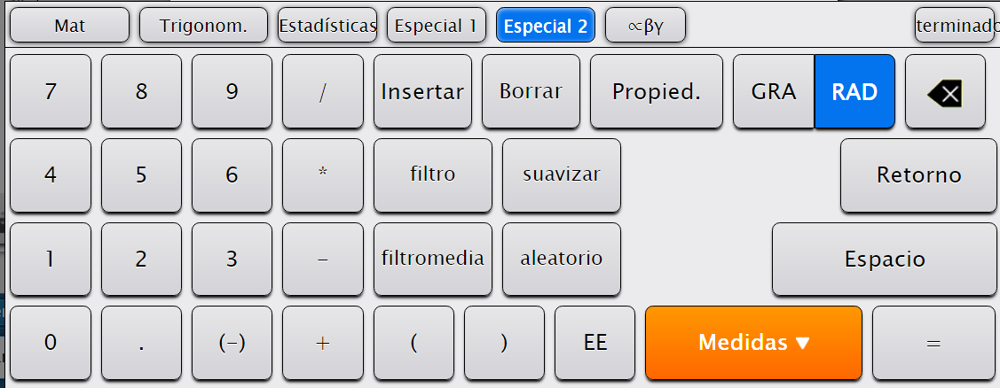 Mat Trigonom. Estadísticas Especial 1 Especial 2 ∝βγ terminado
7 8 9 / Insertar Borrar Propied. GRA RAD
4 5 6 * filtro suavizar Retorno
1 2 3 - filtromedia aleatorio Espacio
0 . (-) + ( ) EE Medidas ▼ =